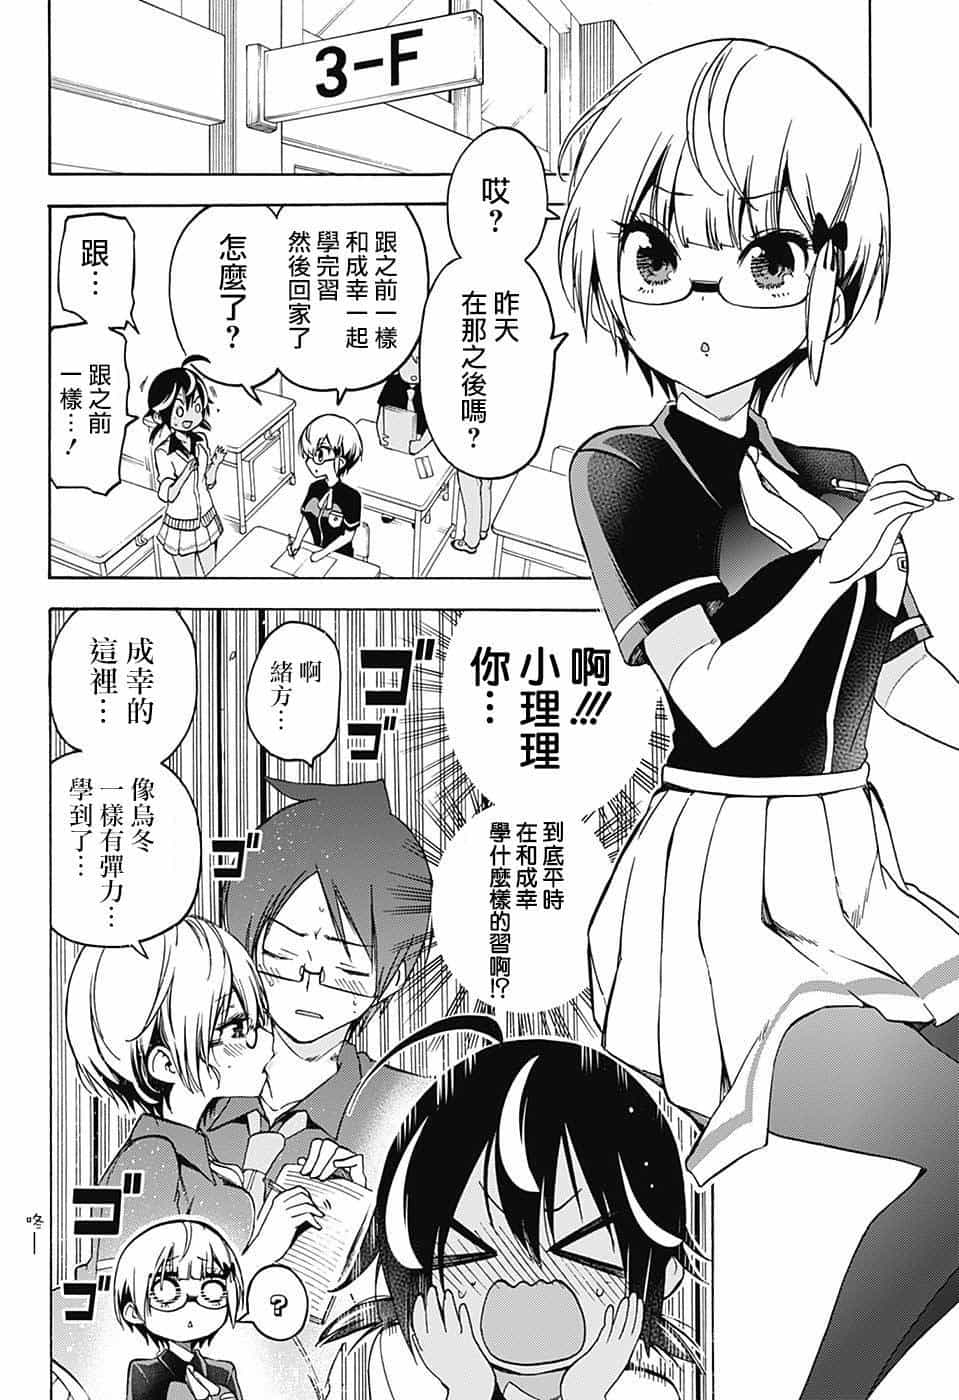 3-F
哎?
昨天
在那之後嗎?
跟之前一樣
和成幸一起
學完習
然後回家了
怎麼了?
跟…
跟之前
一樣…!
啊!!!
小理理
你…
到底平時
在和成幸
學什麼樣的習啊!?
啊
緒方…
成幸的
這裡…
像烏冬
一樣有彈力…
學到了…
ゴ
ゴ
ゴ
ゴ
ゴ
?
咚—